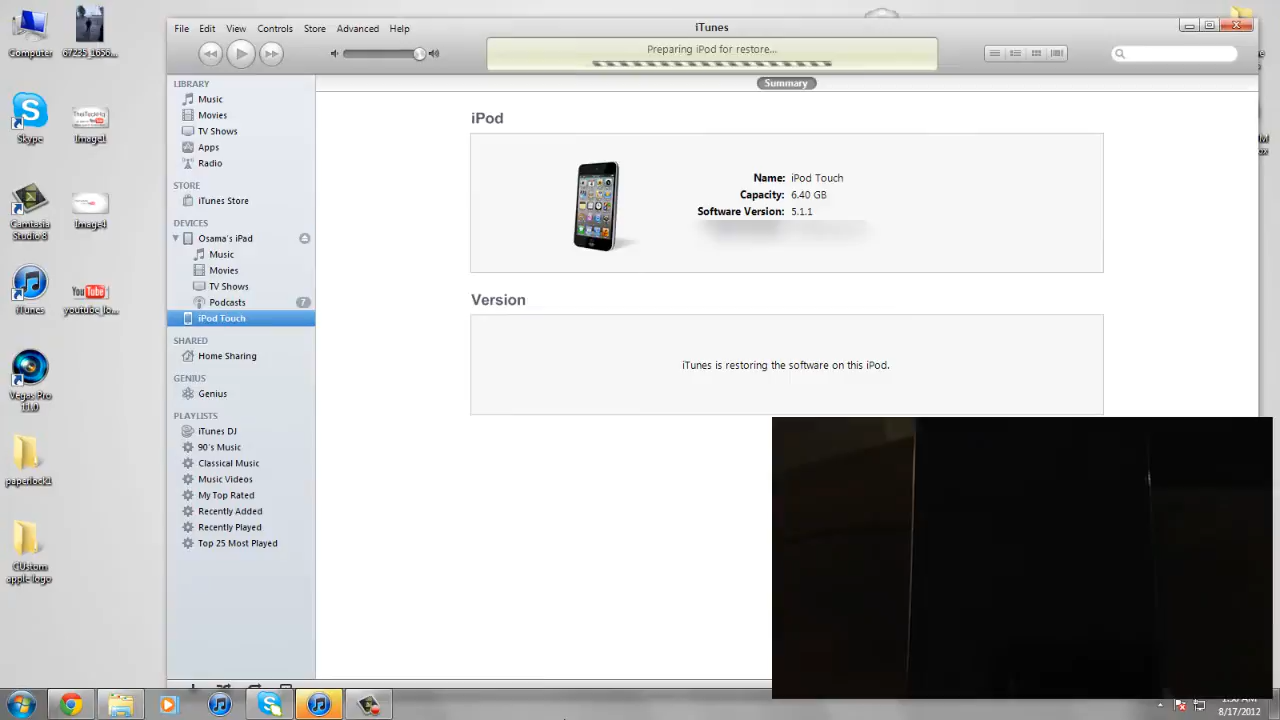 iTunes
File Edit View Controls Store Advanced Help
Preparing iPod for restore...
Summary
LIBRARY
Music
Movies
TV Shows
Apps
Radio
STORE
iTunes Store
DEVICES
Osama's iPad
Music
Movies
TV Shows
Podcasts 7
iPod Touch
SHARED
Home Sharing
GENIUS
Genius
PLAYLISTS
iTunes DJ
90's Music
Classical Music
Music Videos
My Top Rated
Recently Added
Recently Played
Top 25 Most Played
iPod
Name: iPod Touch
Capacity: 6.40 GB
Software Version: 5.1.1
Version
iTunes is restoring the software on this iPod.
Computer
Skype
Image1
Camtasia
Studio 8
Image4
iTunes
You Tube
youtube_lo...
Vegas Pro
11.0
paperlock1
CUstom
apple logo
8/17/2012